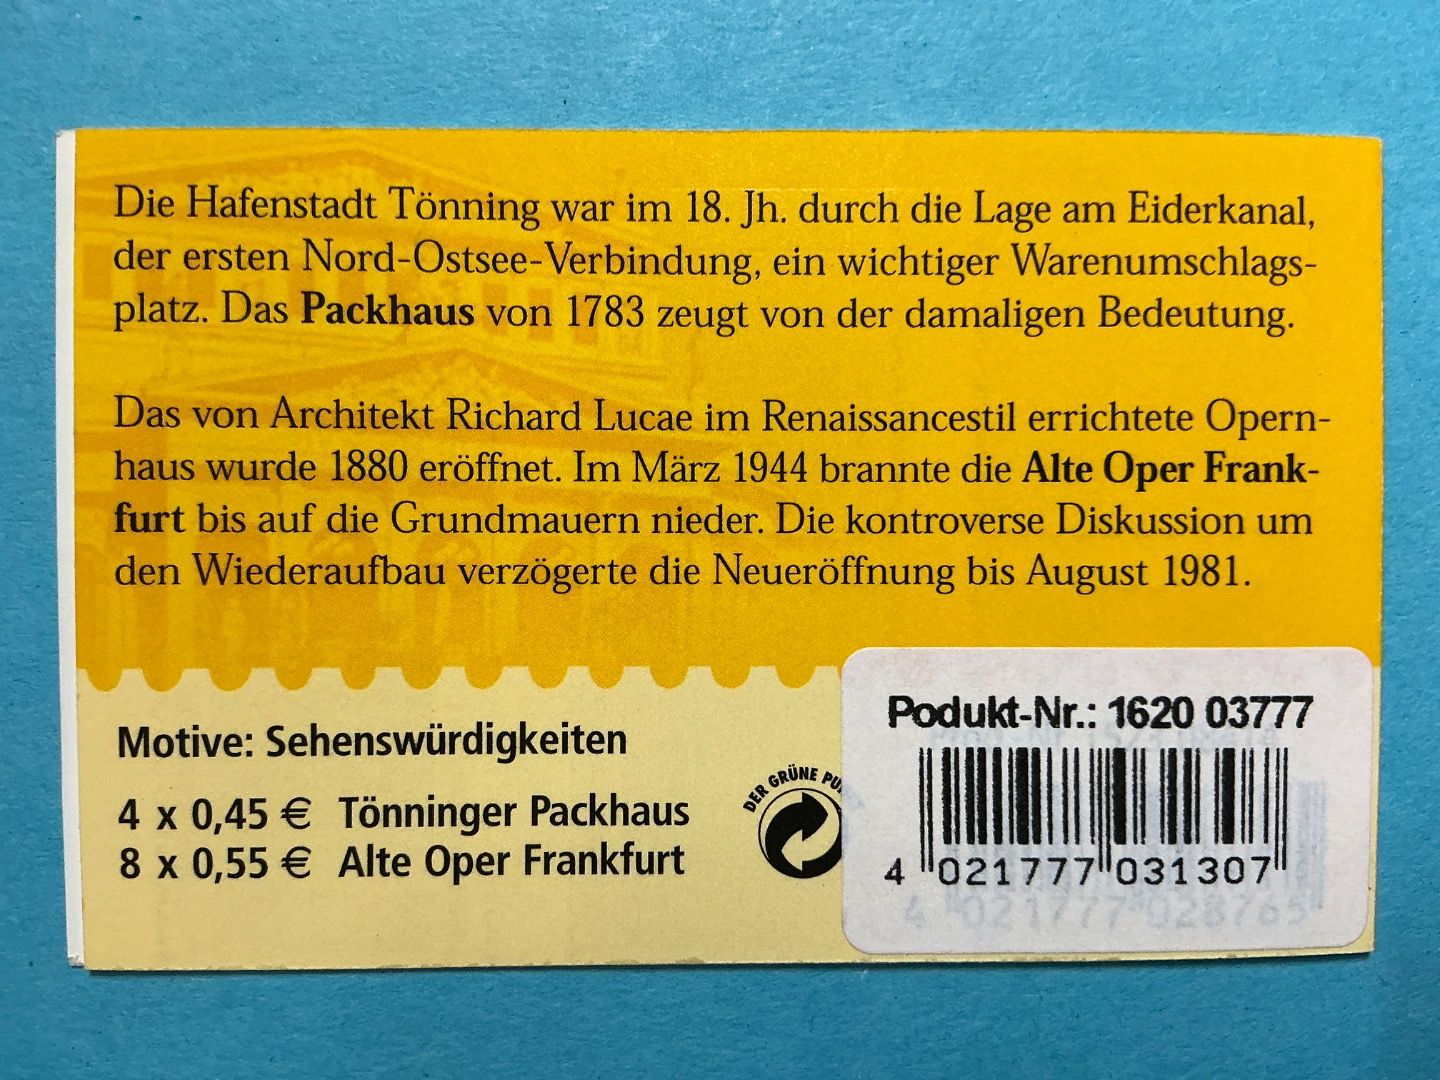 Die Hafenstadt Tönning war im 18. Jh. durch die Lage am Eiderkanal,
der ersten Nord-Ostsee-Verbindung, ein wichtiger Warenumschlags-
platz. Das Packhaus von 1783 zeugt von der damaligen Bedeutung.
Das von Architekt Richard Lucae im Renaissancestil errichtete Opern-
haus wurde 1880 eröffnet. Im März 1944 brannte die Alte Oper Frank-
furt bis auf die Grundmauern nieder. Die kontroverse Diskussion um
den Wiederaufbau verzögerte die Neueröffnung bis August 1981.
Motive: Sehenswürdigkeiten
4 x 0,45 € Tönninger Packhaus
8 x 0,55 € Alte Oper Frankfurt
DER GRÜNE
Podukt-Nr.: 1620 03777
4 021777 031307
4 021777 028765